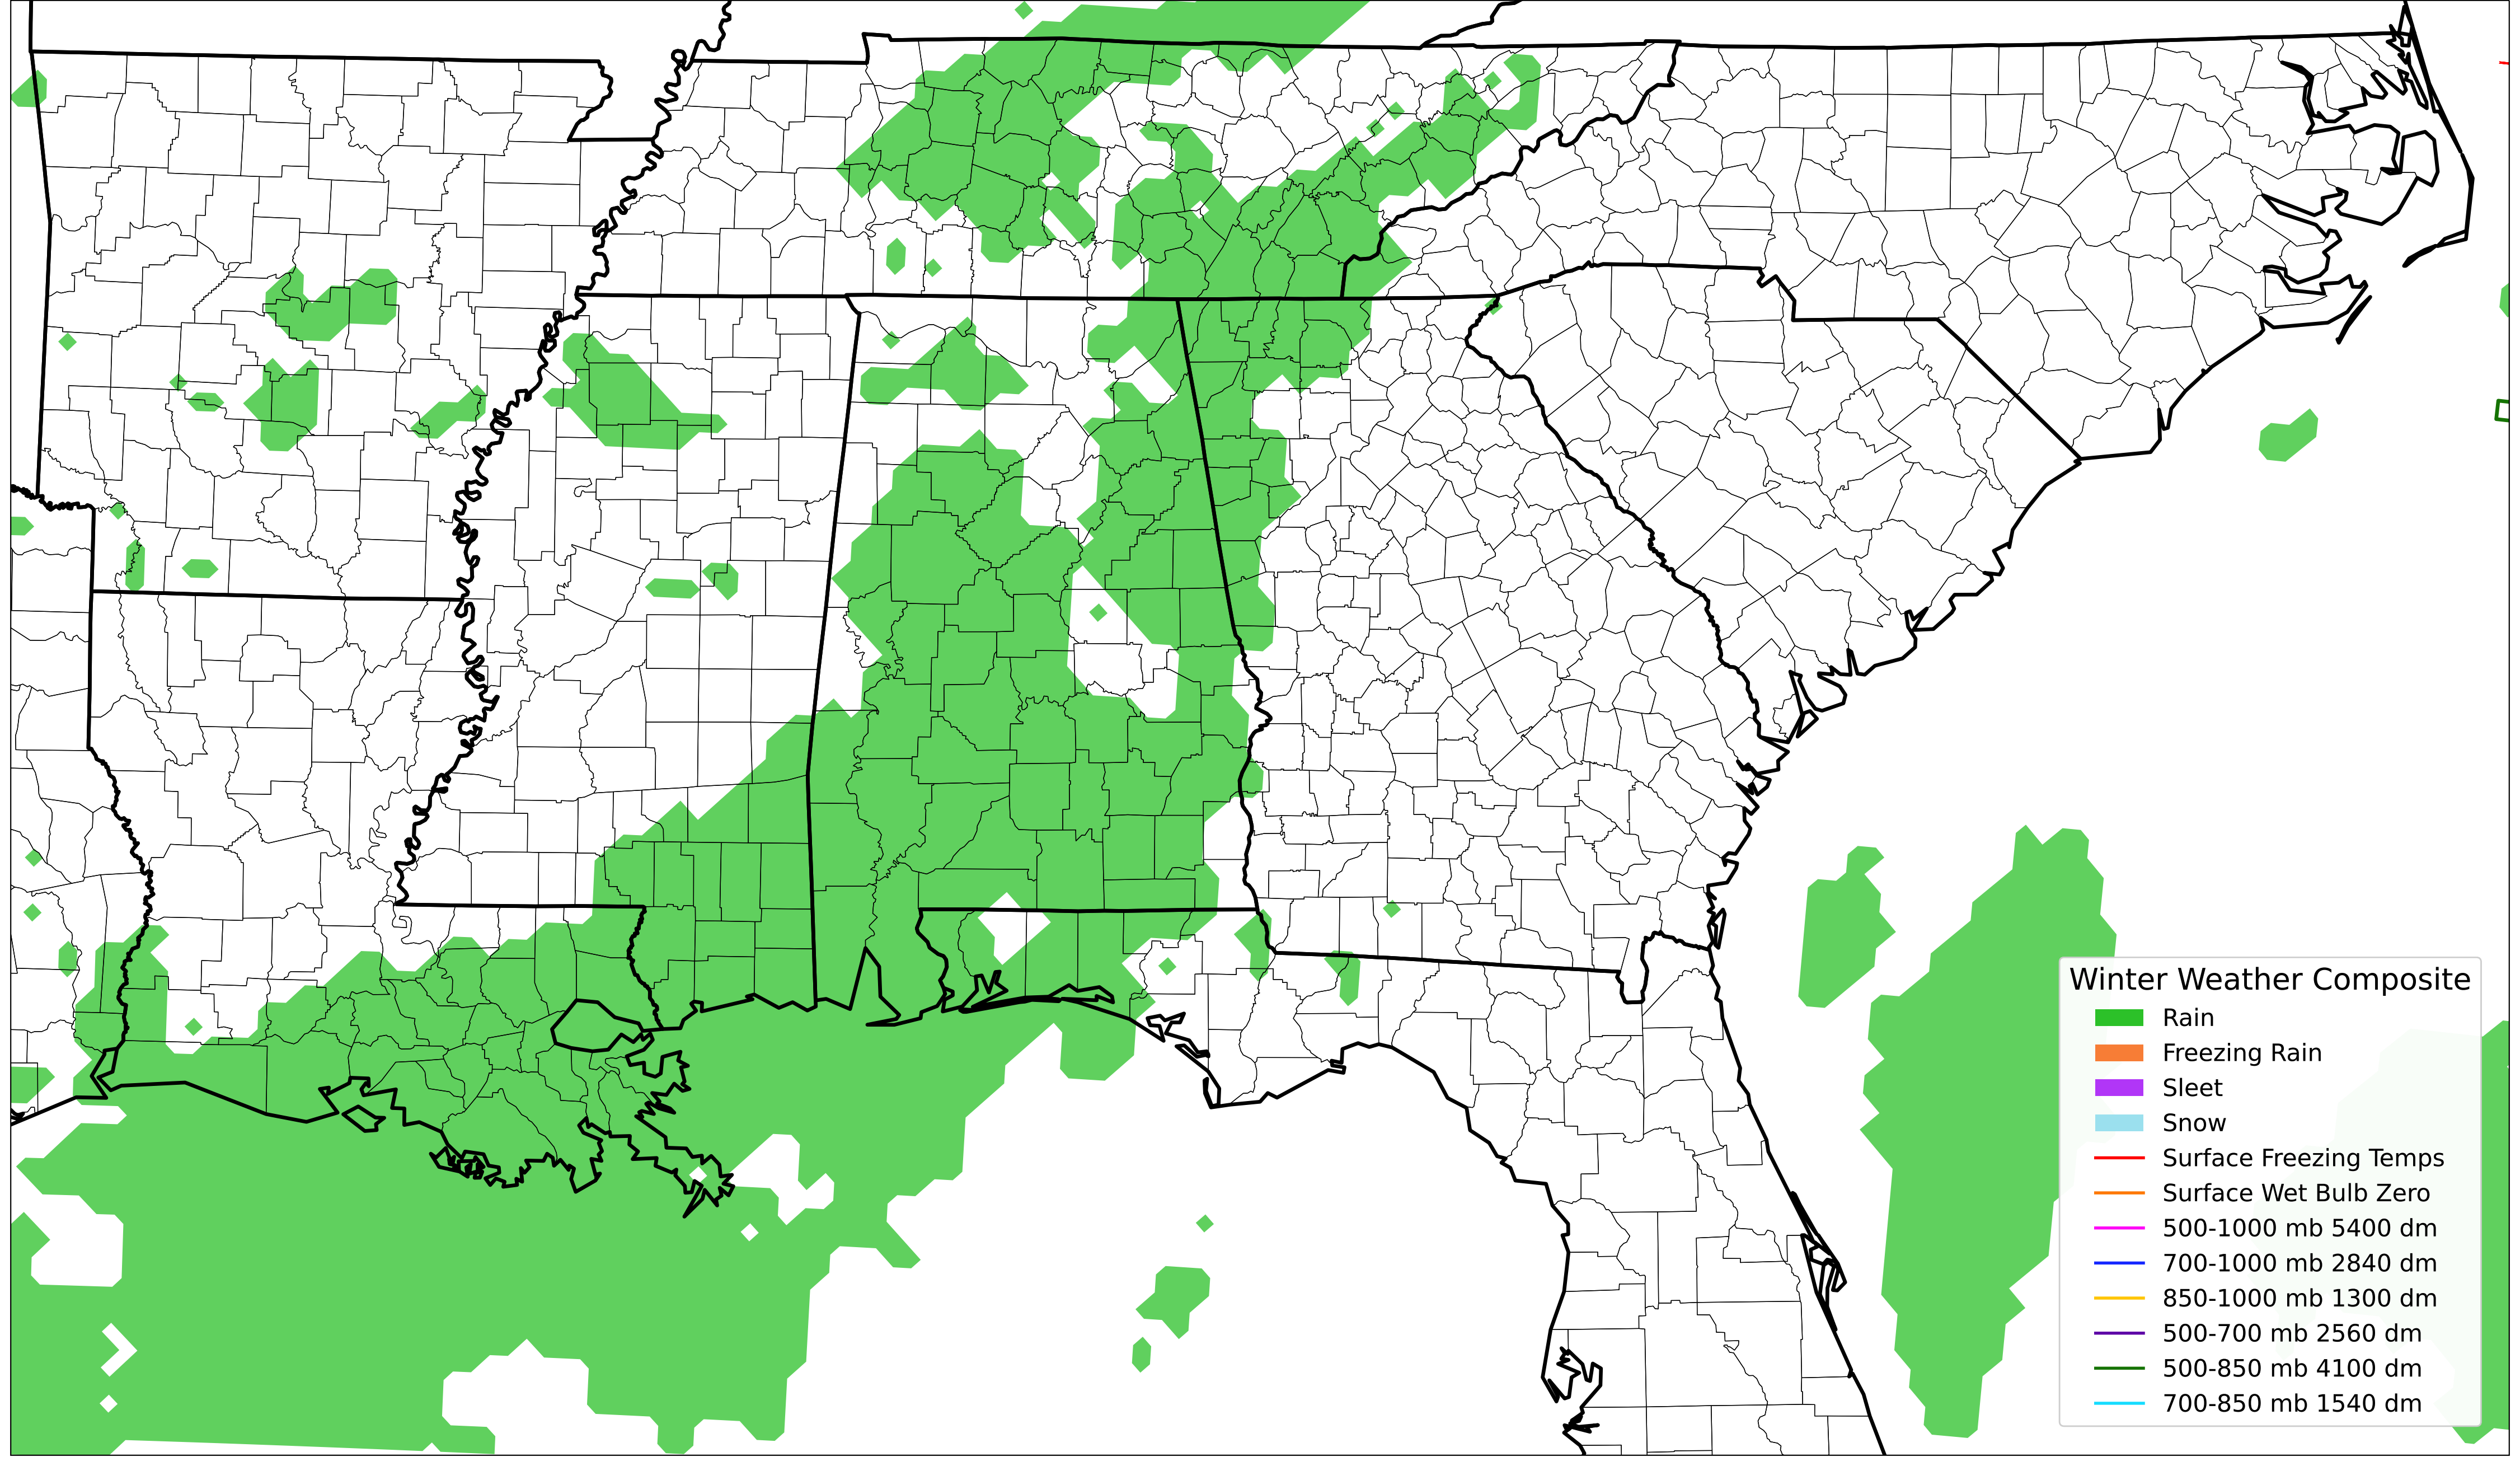 Winter Weather Composite
Rain
Freezing Rain
Sleet
Snow
Surface Freezing Temps
Surface Wet Bulb Zero
500-1000 mb 5400 dm
700-1000 mb 2840 dm
850-1000 mb 1300 dm
500-700 mb 2560 dm
500-850 mb 4100 dm
700-850 mb 1540 dm